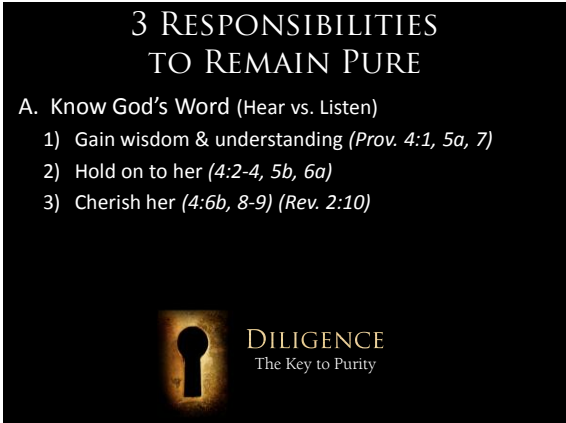 3 Responsibilities
to Remain Pure
A. Know God's Word (Hear vs. Listen)
1) Gain wisdom & understanding (Prov. 4:1, 5a, 7)
2) Hold on to her (4:2-4, 5b, 6a)
3) Cherish her (4:6b, 8-9) (Rev. 2:10)
Diligence
The Key to Purity